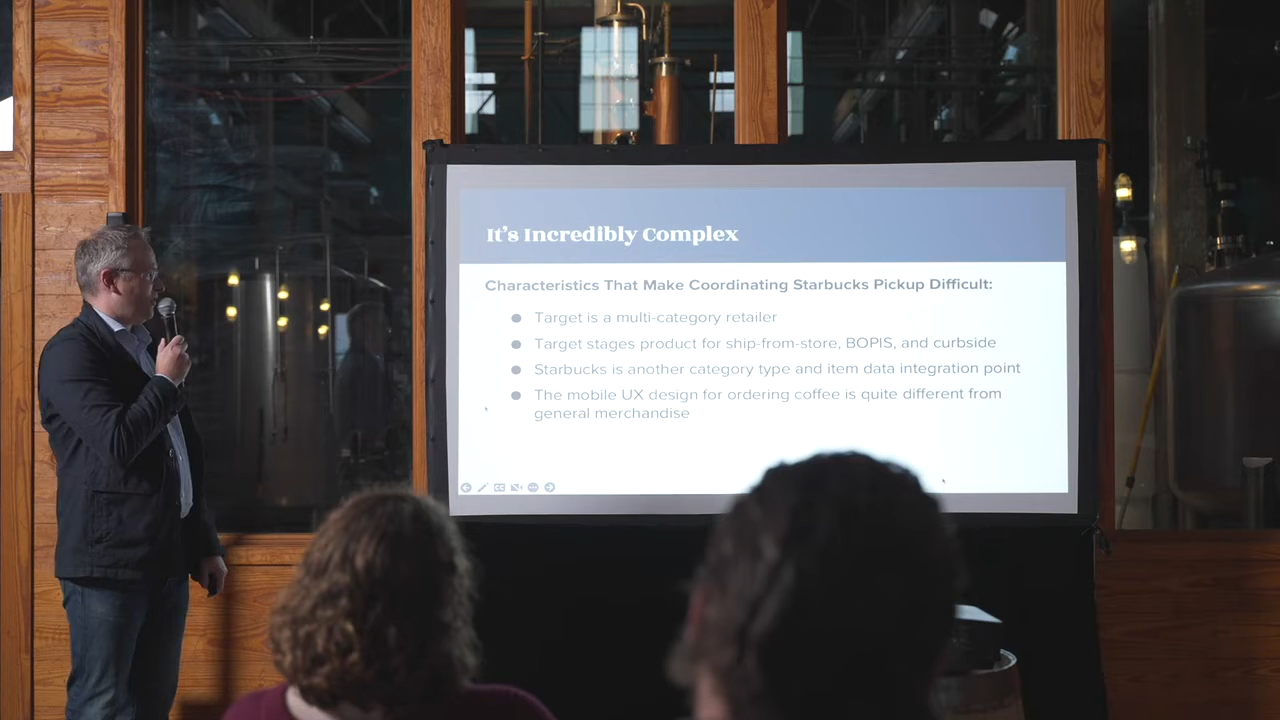 It's Incredibly Complex
Characteristics That Make Coordinating Starbucks Pickup Difficult:
● Target is a multi-category retailer
● Target stages product for ship-from-store, BOPIS, and curbside
● Starbucks is another category type and item data integration point
● The mobile UX design for ordering coffee is quite different from
general merchandise